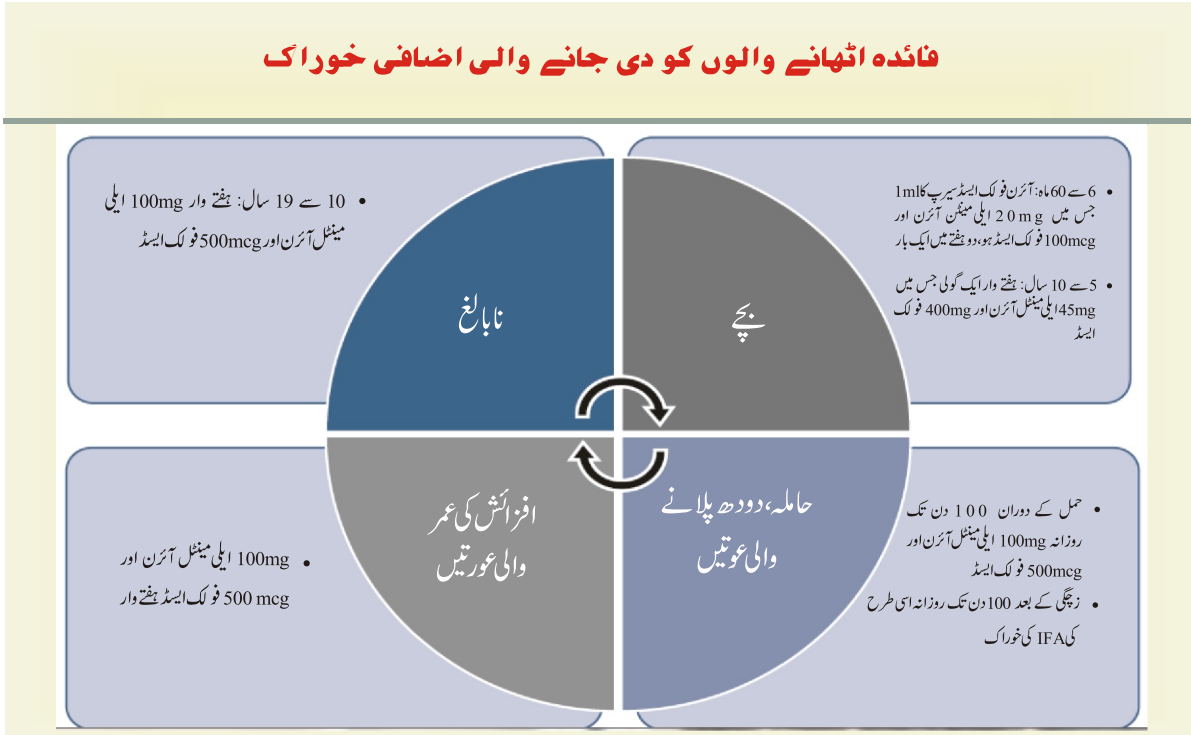 فائدہ اٹھانے والوں کو دی جانے والی اضافی خوراک
• 6 سے 60 ماہ: آئرن فولک ایسڈ سیرپ کا 1ml
جس میں 20mg ایلی مینٹن آئرن اور
100mcg فولک ایسڈ ہو، دو ہفتے میں ایک بار
• 5 سے 10 سال: ہفتے وار ایک گولی جس میں
45mg ایلی مینٹل آئرن اور 400mg فولک
ایسڈ
بچے
• 10 سے 19 سال: ہفتے وار 100mg ایلی
مینٹل آئرن اور 500mcg فولک ایسڈ
نابالغ
• حمل کے دوران 100 دن تک
روزانہ 100mg ایلی مینٹل آئرن اور
500mcg فولک ایسڈ
• زچگی کے بعد 100 دن تک روزانہ اسی طرح
کی IFA کی خوراک
حاملہ، دودھ پلانے
والی عوتیں
افزائش کی عمر
والی عورتیں
• 100mg ایلی مینٹل آئرن اور
500 mcg فولک ایسڈ ہفتے وار